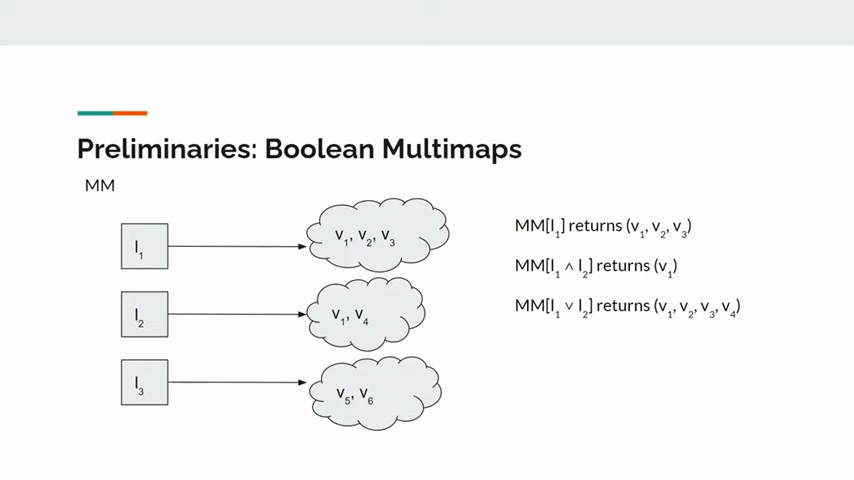 Preliminaries: Boolean Multimaps
MM
l₁
v₁, v₂, v₃
l₂
v₁, v₄
l₃
v₅, v₆
MM[l₁] returns (v₁, v₂, v₃)
MM[l₁ ∧ l₂] returns (v₁)
MM[l₁ ∨ l₂] returns (v₁, v₂, v₃, v₄)